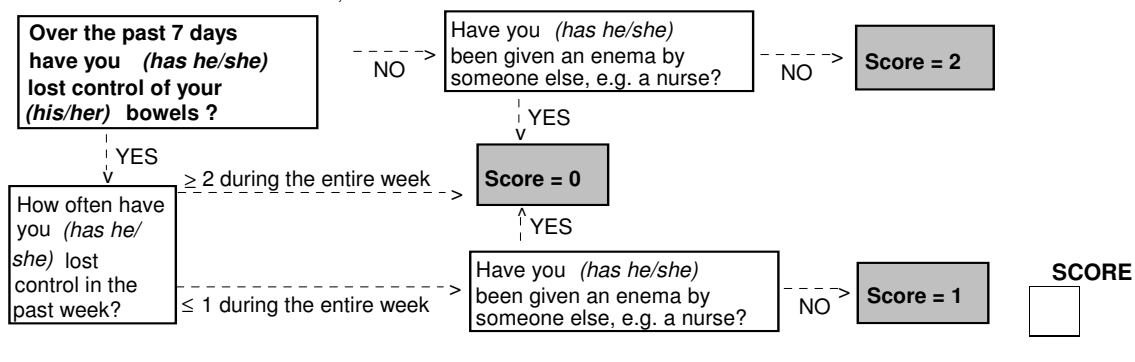 Over the past 7 days
have you (has he/she)
lost control of your
(his/her) bowels ?
NO
Have you (has he/she)
been given an enema by
someone else, e.g. a nurse?
NO
Score = 2
YES
YES
≥ 2 during the entire week
Score = 0
How often have
you (has he/
she) lost
control in the
past week?
≤ 1 during the entire week
YES
Have you (has he/she)
been given an enema by
someone else, e.g. a nurse?
NO
Score = 1
SCORE